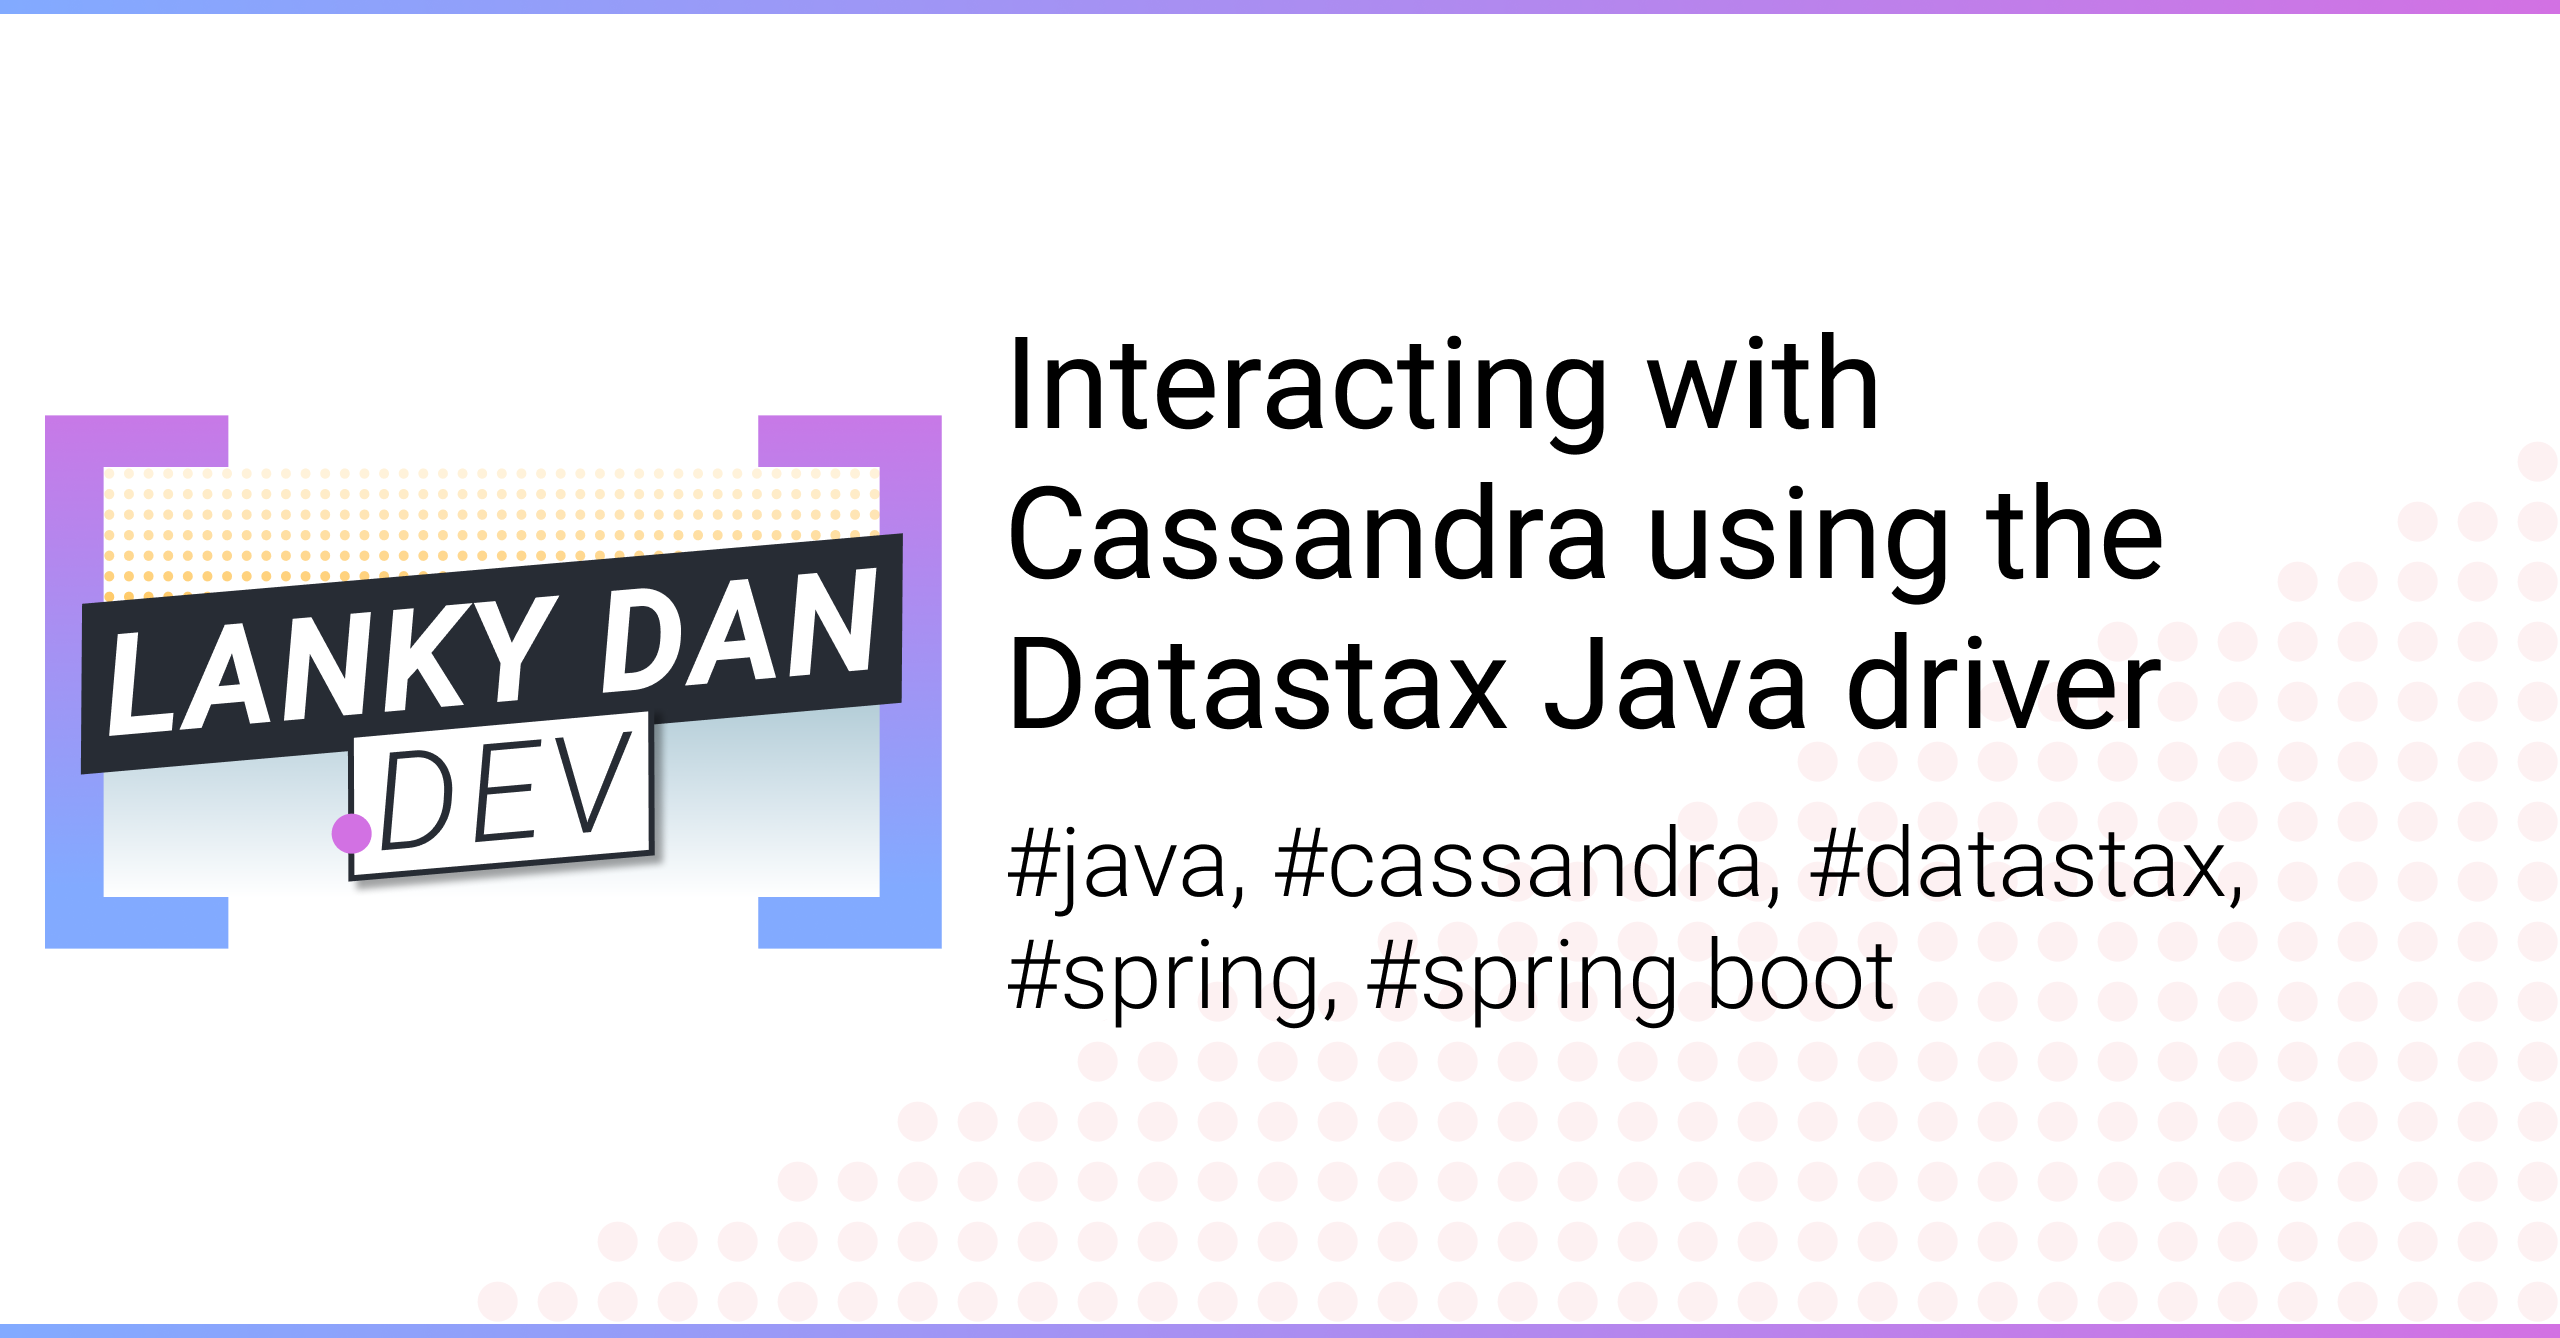 LANKY DAN
.DEV
Interacting with
Cassandra using the
Datastax Java driver
#java, #cassandra, #datastax,
#spring, #spring boot